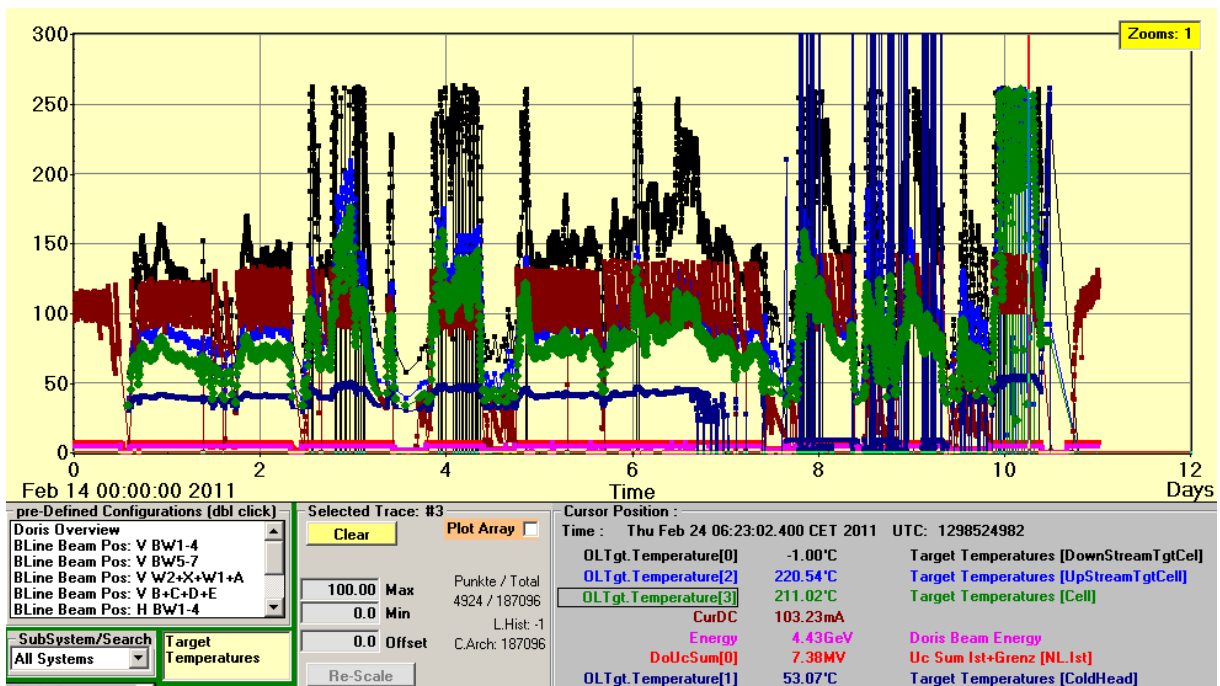 Zooms: 1
300
250
200
150
100
50
0
0 2 4 6 8 10 12
Feb 14 00:00:00 2011 Time Days
pre-Defined Configurations (dbl click)
Doris Overview
BLine Beam Pos: V BW1-4
BLine Beam Pos: V BW5-7
BLine Beam Pos: V W2+X+W1+A
BLine Beam Pos: V B+C+D+E
BLine Beam Pos: H BW1-4
SubSystem/Search
All Systems
Target
Temperatures
Selected Trace: #3
Clear Plot Array
100.00 Max
0.0 Min
0.0 Offset
Re-Scale
Punkte / Total
4924 / 187096
L.Hist: -1
C.Arch: 187096
Cursor Position :
Time : Thu Feb 24 06:23:02.400 CET 2011 UTC: 1298524982
OLTgt.Temperature[0] -1.00°C Target Temperatures [DownStreamTgtCel]
OLTgt.Temperature[2] 220.54°C Target Temperatures [UpStreamTgtCell]
OLTgt.Temperature[3] 211.02°C Target Temperatures [Cell]
CurDC 103.23mA
Energy 4.43GeV Doris Beam Energy
DoUcSum[0] 7.38MV Uc Sum Ist+Grenz [NL.Ist]
OLTgt.Temperature[1] 53.07°C Target Temperatures [ColdHead]